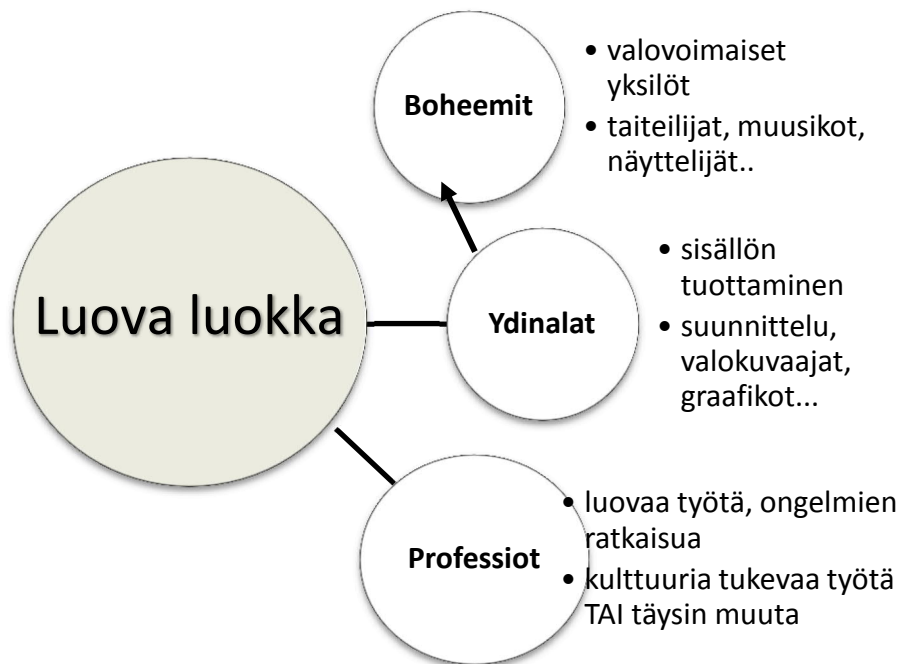 Boheemit
• valovoimaiset
yksilöt
• taiteilijat, muusikot,
näyttelijät..
Luova luokka
Ydinalat
• sisällön
tuottaminen
• suunnittelu,
valokuvaajat,
graafikot...
Professiot
• luovaa työtä, ongelmien
ratkaisua
• kulttuuria tukevaa työtä
TAI täysin muuta